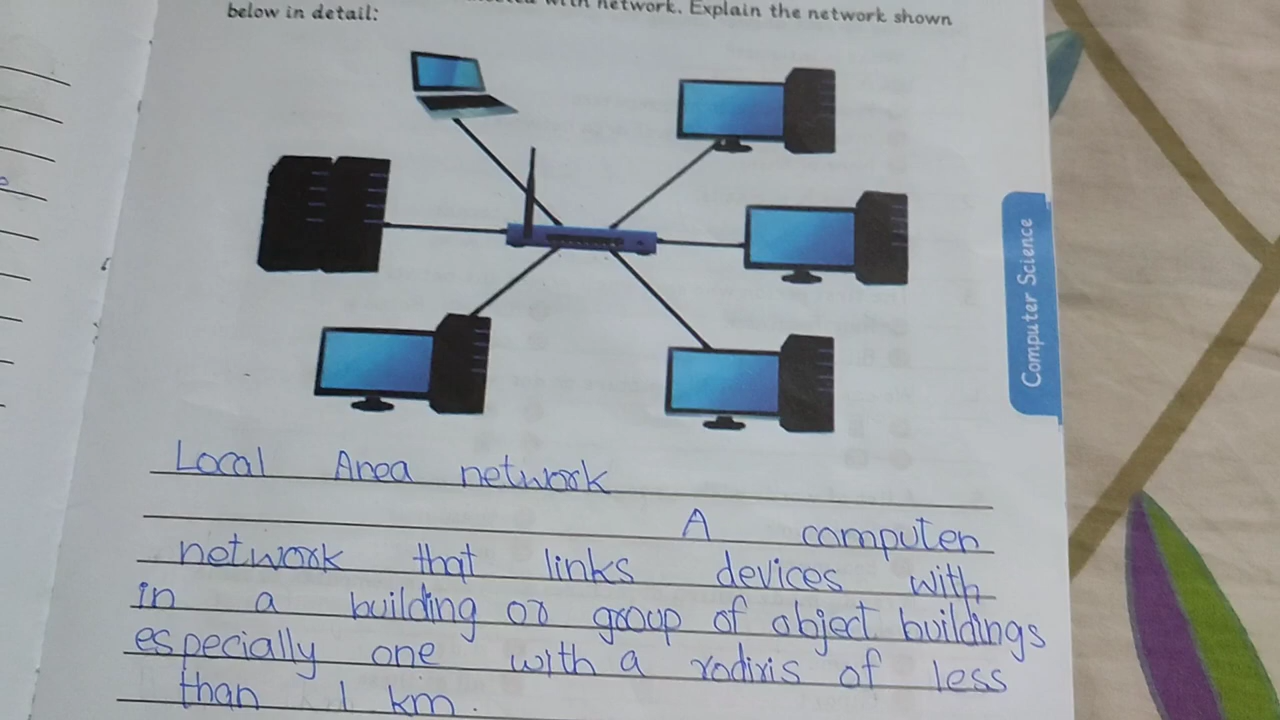 with network. Explain the network shown
below in detail:
Computer Science
Local Area network
A computer
network that links devices with
in a building or group of object buildings
especially one with a rodiris of less
than 1 km.